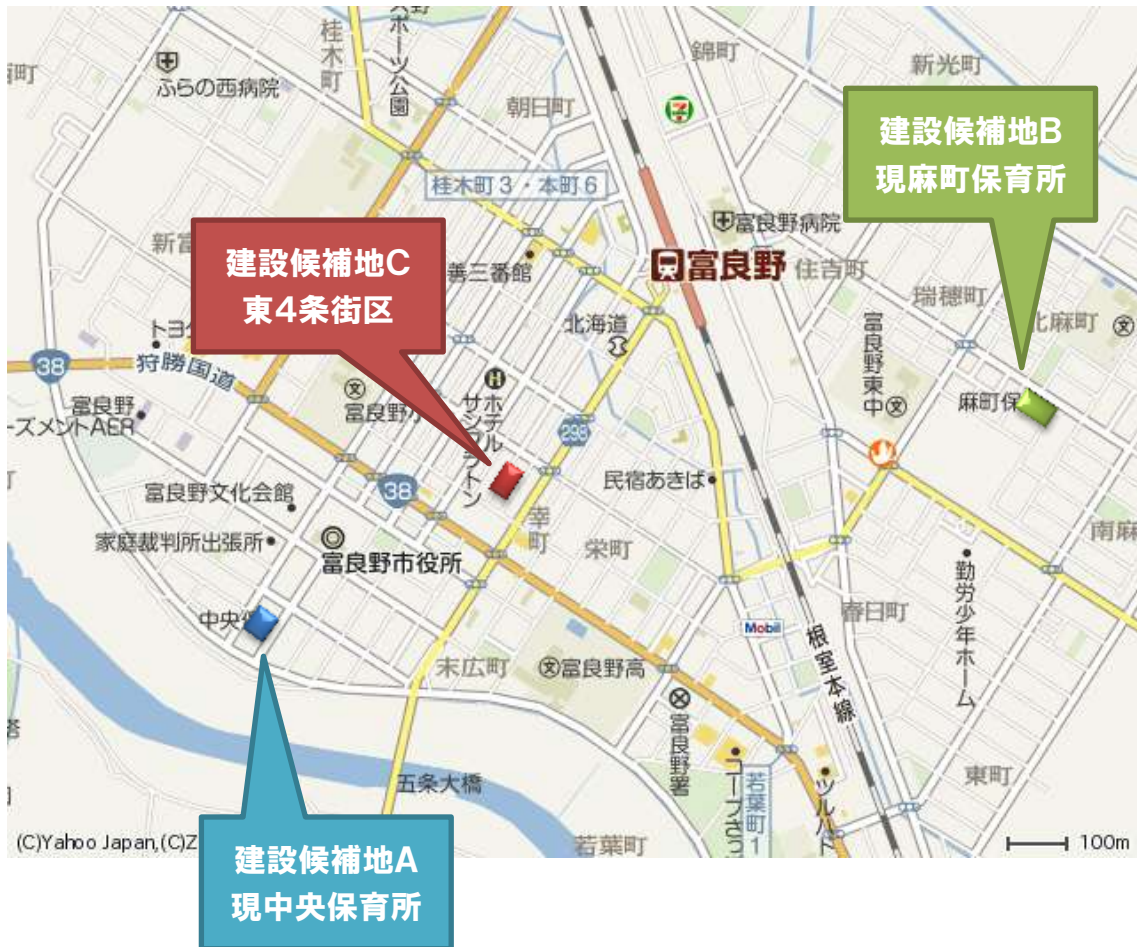 スポーツ公園
桂木町
錦町
新光町
ふらの西病院
朝日町
建設候補地B
現麻町保育所
桂木町3・本町6
富良野病院
建設候補地C
東4条街区
善三番館
富良野
住吉町
瑞穂町
北麻町
北海道
富良野東中
38
狩勝国道
富良野
ーズメントAER
ホテル
サンフラトン
麻町保
298
38
富良野文化会館
民宿あきば
幸町
家庭裁判所出張所
富良野市役所
栄町
南麻
勤労少年ホーム
春日町
中央保
Mobil
根室本線
末広町
富良野高
富良野署
東町
五条大橋
コープさっ
若葉町1
ツルハド
若葉町
(C)Yahoo Japan,(C)Z
100m
建設候補地A
現中央保育所